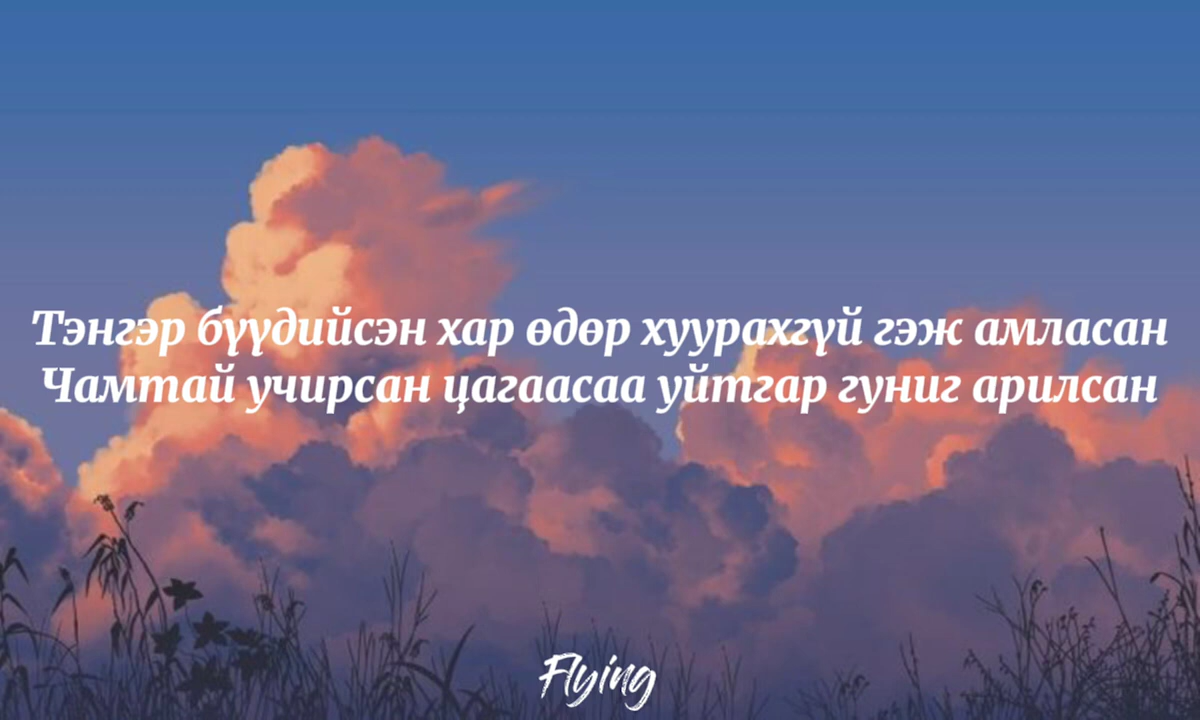 Тэнгэр бүүдийсэн хар өдөр хуурахгүй гэж амласан
Чамтай учирсан цагаасаа уйтгар гуниг арилсан
Flying